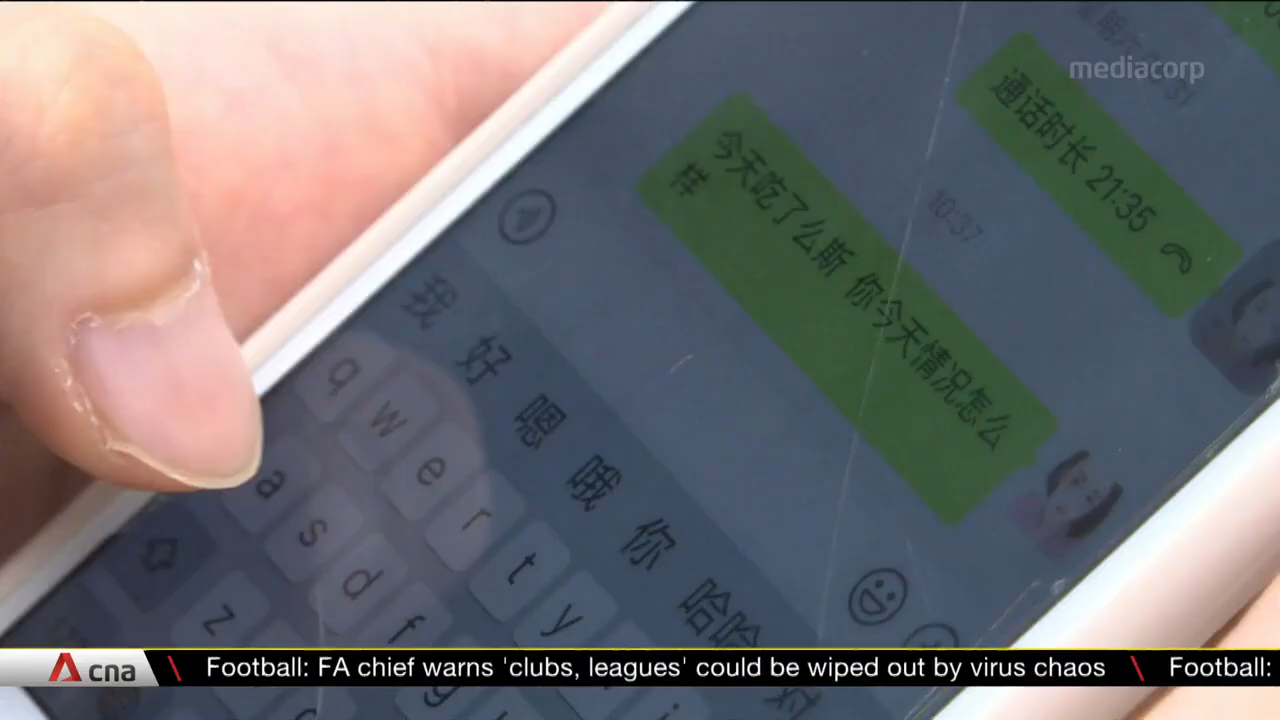 mediacorp
通话时长 21:35
10:37
今天吃了么斯 你今天情况怎么
样
我 好 嗯 哦 你 哈哈 对
q w e r t y
a s d f g
z
cna
Football: FA chief warns 'clubs, leagues' could be wiped out by virus chaos \ Football: